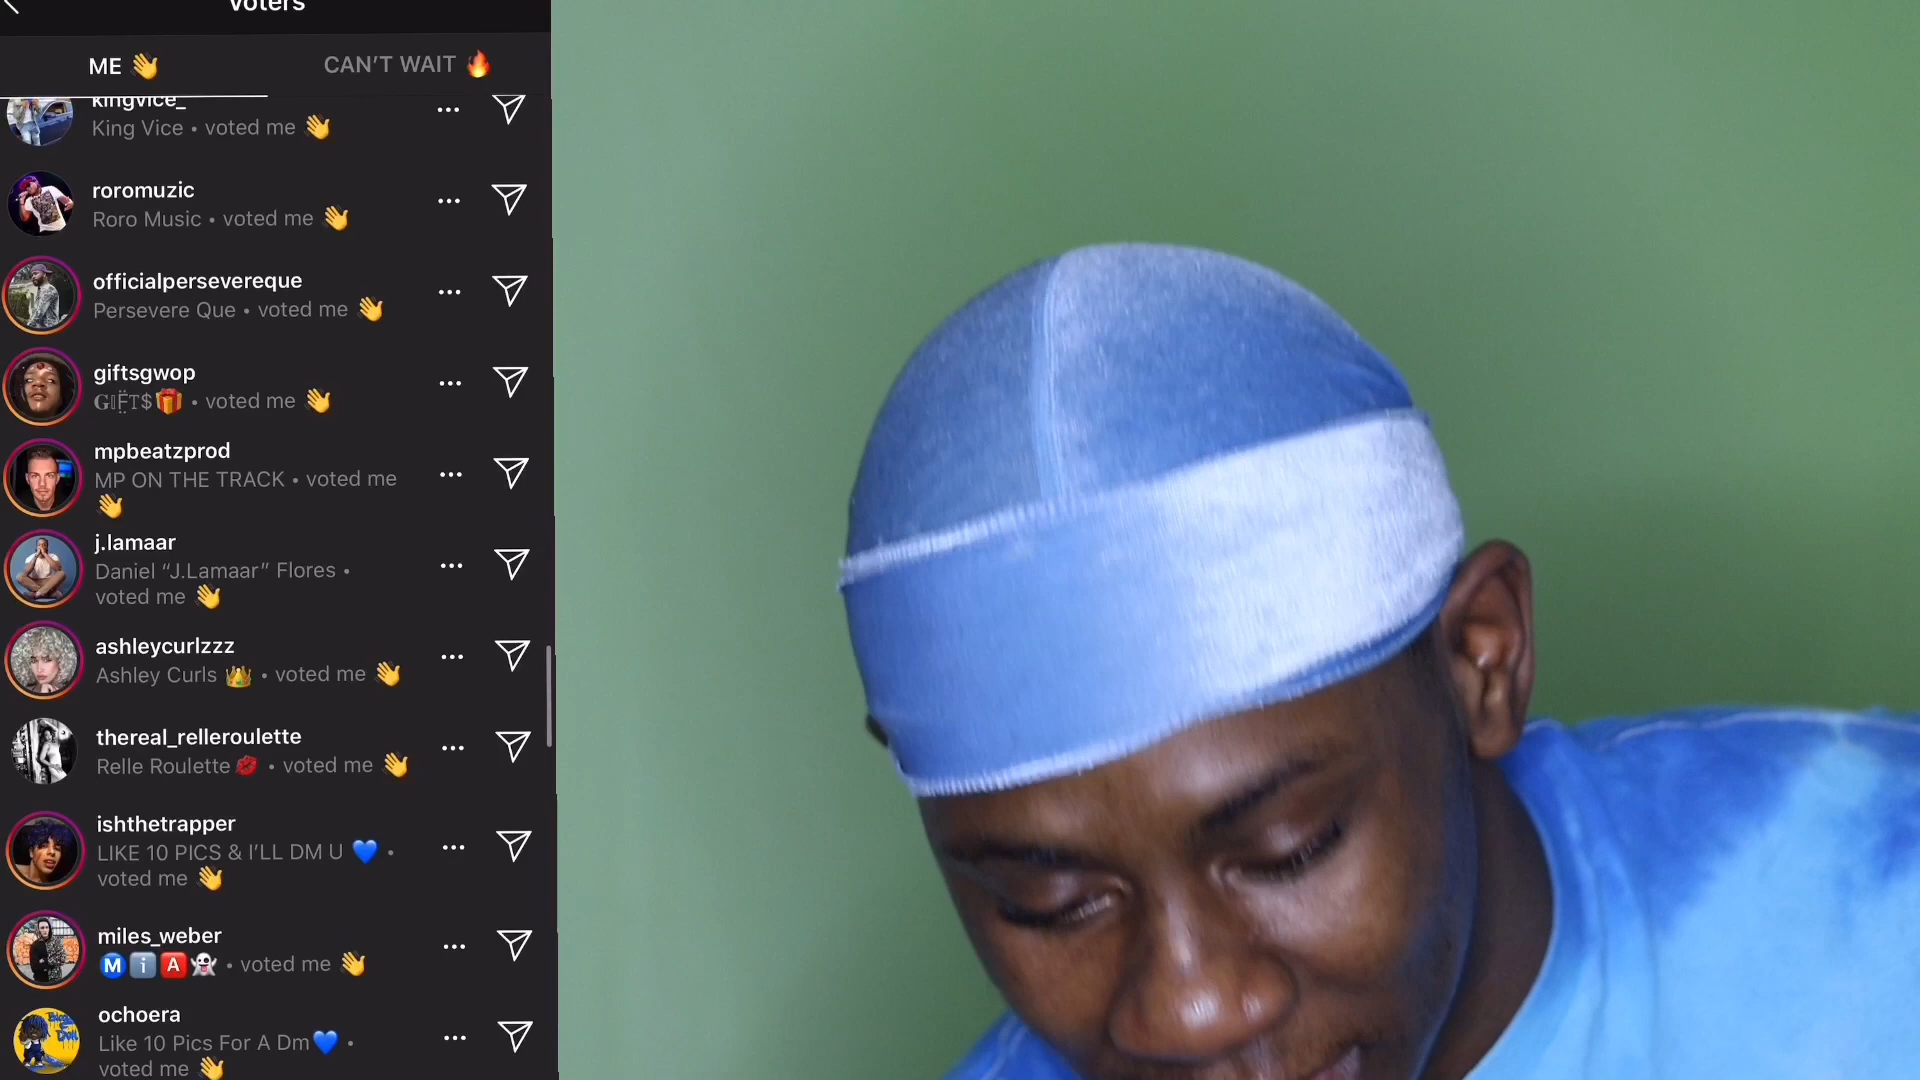 Voters
ME 👋
CAN'T WAIT 🔥
kingvice_
King Vice • voted me 👋
roromuzic
Roro Music • voted me 👋
officialpersevereque
Persevere Que • voted me 👋
giftsgwop
voted me 👋
mpbeatzprod
MP ON THE TRACK • voted me
👋
j.lamaar
Daniel “J.Lamaar” Flores •
voted me 👋
ashleycurlzzz
Ashley Curls 👑 • voted me 👋
thereal_relleroulette
Relle Roulette💋 • voted me 👋
ishthetrapper
LIKE 10 PICS & I'LL DM U 💙 •
voted me 👋
miles_weber
Ⓜ️ℹ️🅰️👻 • voted me 👋
ochoera
Like 10 Pics For A Dm💙 •
voted me 👋